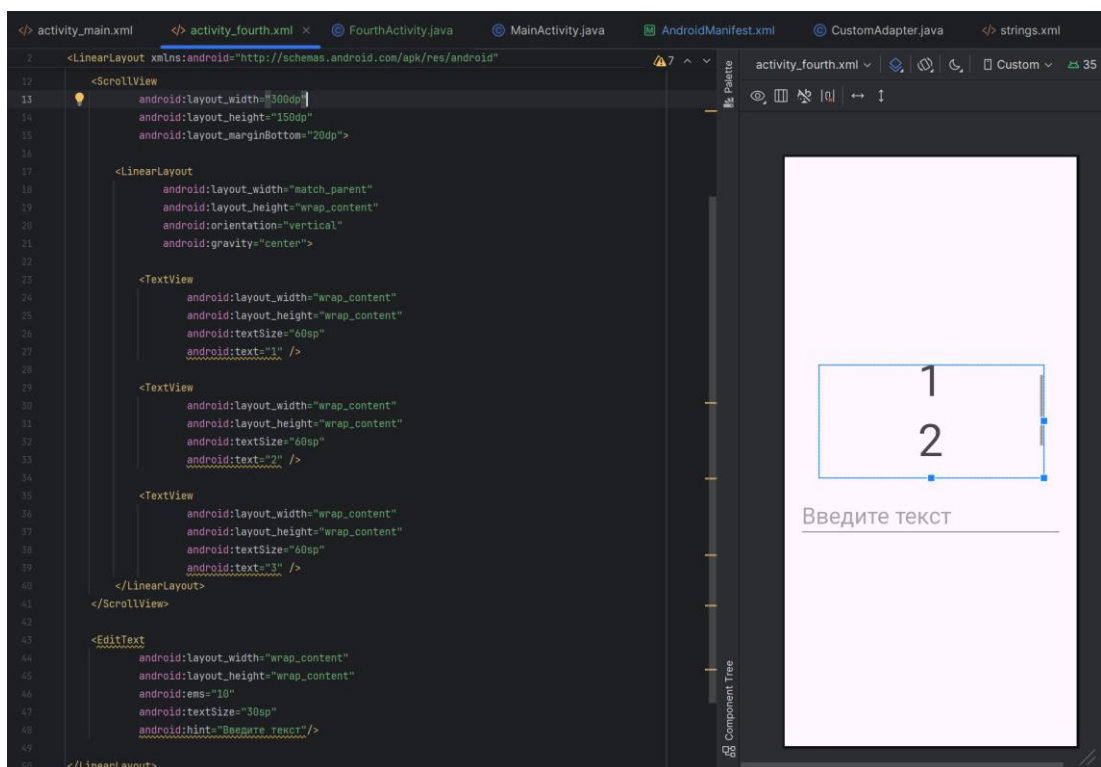 activity_main.xml activity_fourth.xml FourthActivity.java MainActivity.java AndroidManifest.xml CustomAdapter.java strings.xml
2 <LinearLayout xmlns:android="http://schemas.android.com/apk/res/android" 7
12 <ScrollView
13 android:layout_width="300dp"
14 android:layout_height="150dp"
15 android:layout_marginBottom="20dp">
16
17 <LinearLayout
18 android:layout_width="match_parent"
19 android:layout_height="wrap_content"
20 android:orientation="vertical"
21 android:gravity="center">
22
23 <TextView
24 android:layout_width="wrap_content"
25 android:layout_height="wrap_content"
26 android:textSize="60sp"
27 android:text="1" />
28
29 <TextView
30 android:layout_width="wrap_content"
31 android:layout_height="wrap_content"
32 android:textSize="60sp"
33 android:text="2" />
34
35 <TextView
36 android:layout_width="wrap_content"
37 android:layout_height="wrap_content"
38 android:textSize="60sp"
39 android:text="3" />
40 </LinearLayout>
41 </ScrollView>
42
43 <EditText
44 android:layout_width="wrap_content"
45 android:layout_height="wrap_content"
46 android:ems="10"
47 android:textSize="30sp"
48 android:hint="Введите текст"/>
49
50 </LinearLayout>
Palette
Component Tree
activity_fourth.xml Custom 35
1
2
Введите текст